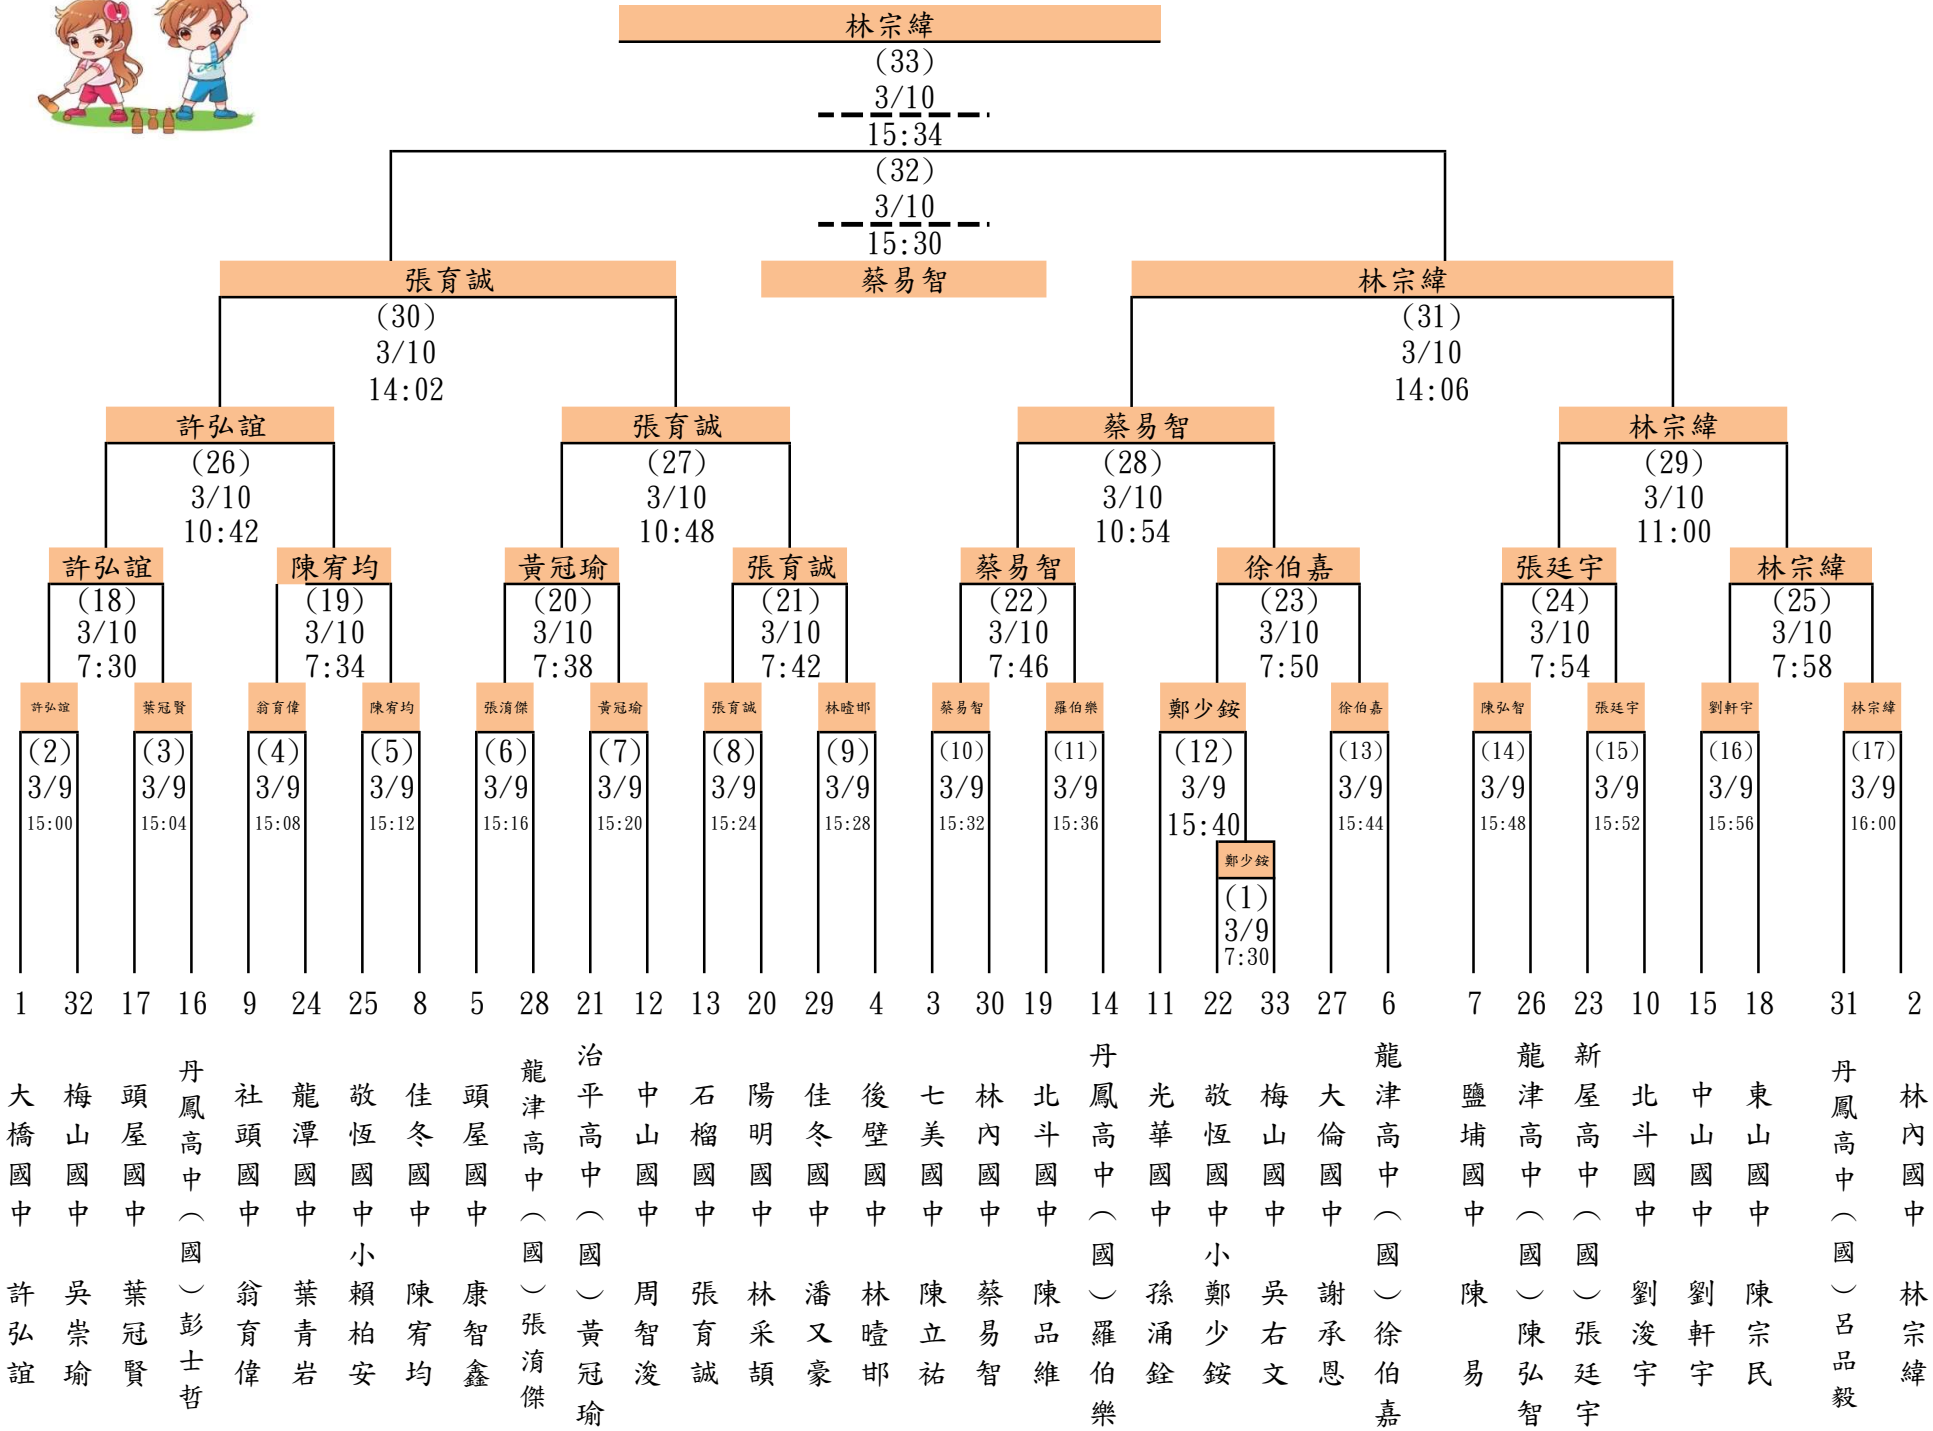 林宗緯
(33)
3/10
15:34
(32)
3/10
15:30
張育誠
蔡易智
林宗緯
(30)
3/10
14:02
(31)
3/10
14:06
許弘誼
張育誠
蔡易智
林宗緯
(26)
3/10
10:42
(27)
3/10
10:48
(28)
3/10
10:54
(29)
3/10
11:00
許弘誼
陳宥均
黃冠瑜
張育誠
蔡易智
徐伯嘉
張廷宇
林宗緯
(18)
3/10
7:30
(19)
3/10
7:34
(20)
3/10
7:38
(21)
3/10
7:42
(22)
3/10
7:46
(23)
3/10
7:50
(24)
3/10
7:54
(25)
3/10
7:58
許弘誼
葉冠賢
翁育偉
陳宥均
張淯傑
黃冠瑜
張育誠
林曀邯
蔡易智
羅伯樂
鄭少銨
徐伯嘉
陳弘智
張廷宇
劉軒宇
林宗緯
(2)
3/9
15:00
(3)
3/9
15:04
(4)
3/9
15:08
(5)
3/9
15:12
(6)
3/9
15:16
(7)
3/9
15:20
(8)
3/9
15:24
(9)
3/9
15:28
(10)
3/9
15:32
(11)
3/9
15:36
(12)
3/9
15:40
(13)
3/9
15:44
(14)
3/9
15:48
(15)
3/9
15:52
(16)
3/9
15:56
(17)
3/9
16:00
鄭少銨
(1)
3/9
7:30
1 大橋國中 許弘誼
32 梅山國中 吳崇瑜
17 頭屋國中 葉冠賢
16 丹鳳高中（國）彭士哲
9 社頭國中 翁育偉
24 龍潭國中 葉青岩
25 敬恆國中小 賴柏安
8 佳冬國中 陳宥均
5 頭屋國中 康智鑫
28 龍津高中（國）張淯傑
21 治平高中（國）黃冠瑜
12 中山國中 周智浚
13 石榴國中 張育誠
20 陽明國中 林采頡
29 佳冬國中 潘又豪
4 後壁國中 林曀邯
3 七美國中 陳立祐
30 林內國中 蔡易智
19 北斗國中 陳品維
14 丹鳳高中（國）羅伯樂
11 光華國中 孫涌銓
22 敬恆國中小 鄭少銨
33 梅山國中 吳右文
27 大倫國中 謝承恩
6 龍津高中（國）徐伯嘉
7 鹽埔國中 陳易
26 龍津高中（國）陳弘智
23 新屋高中（國）張廷宇
10 北斗國中 劉浚宇
15 中山國中 劉軒宇
18 東山國中 陳宗民
31 丹鳳高中（國）呂品毅
2 林內國中 林宗緯